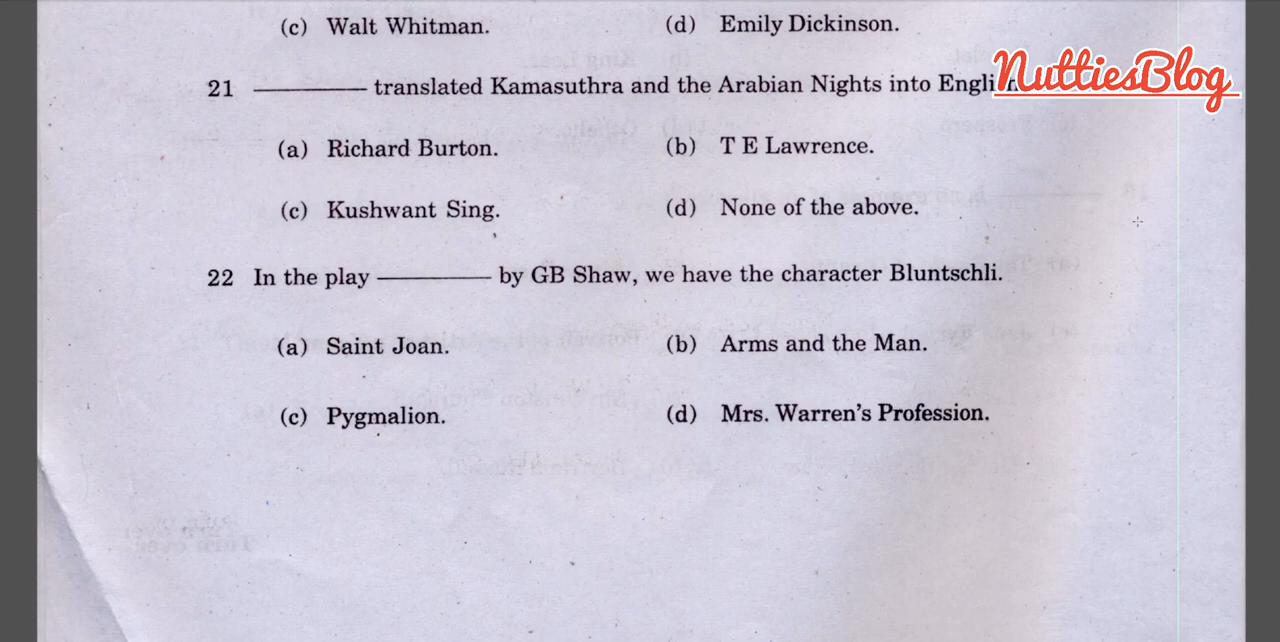 (c) Walt Whitman. (d) Emily Dickinson.
NuttiesBlog
21 ———— translated Kamasuthra and the Arabian Nights into
(a) Richard Burton. (b) T E Lawrence.
(c) Kushwant Sing. (d) None of the above.
22 In the play ———— by GB Shaw, we have the character Bluntschli.
(a) Saint Joan. (b) Arms and the Man.
(c) Pygmalion. (d) Mrs. Warren’s Profession.